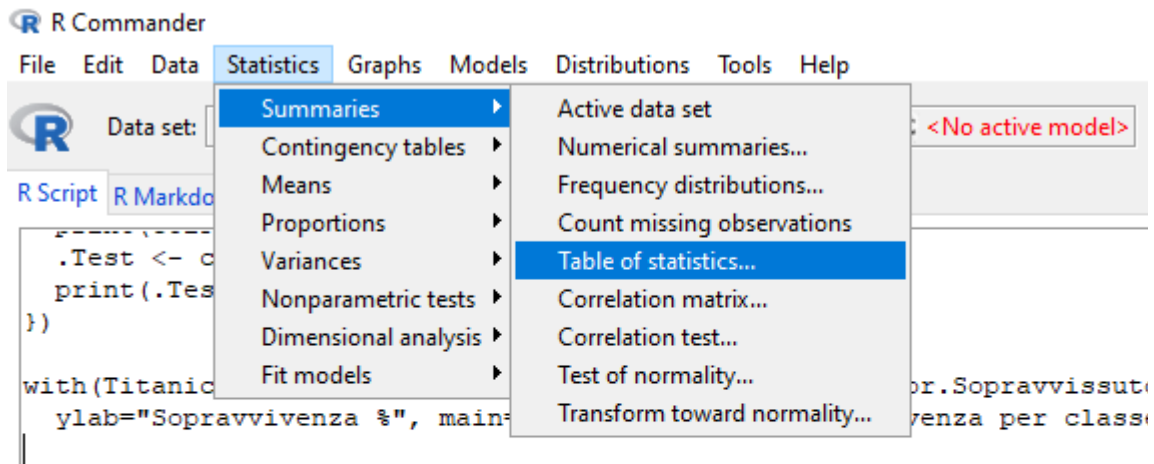 R Commander
File Edit Data Statistics Graphs Models Distributions Tools Help
Data set: <No active model>
Summaries
Contingency tables
Means
Proportions
Variances
Nonparametric tests
Dimensional analysis
Fit models
Active data set
Numerical summaries...
Frequency distributions...
Count missing observations
Table of statistics...
Correlation matrix...
Correlation test...
Test of normality...
Transform toward normality...
R Script R Markdo
.Test <- c
print(.Tes
})
with(Titanic or.Sopravvissut
ylab="Sopravvivenza %", main= venza per class